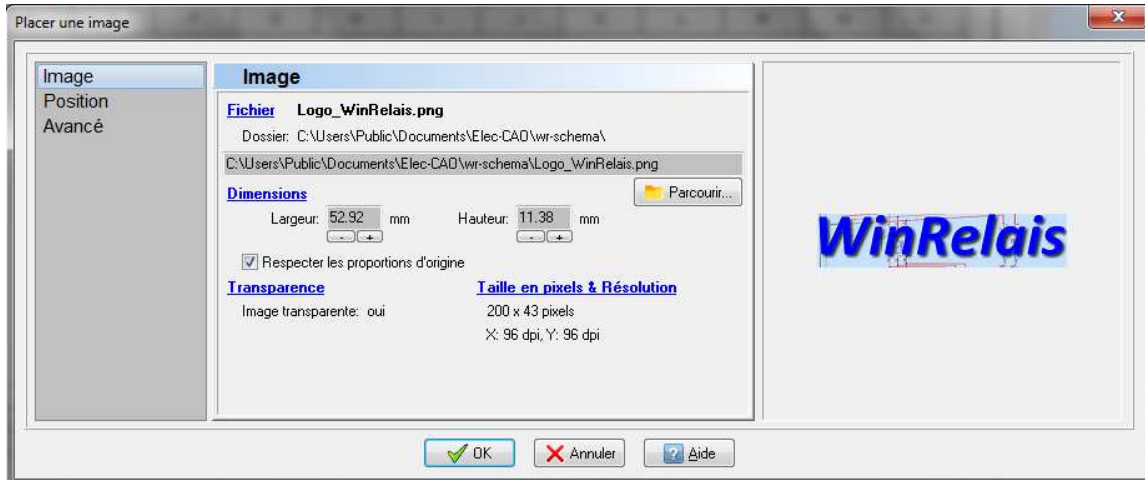 Placer une image
Image
Position
Avancé
Image
Fichier Logo_WinRelais.png
Dossier: C:\Users\Public\Documents\Elec-CAO\wr-schema\
C:\Users\Public\Documents\Elec-CAO\wr-schema\Logo_WinRelais.png
Dimensions
Parcourir...
Largeur: 52.92 mm Hauteur: 11.38 mm
- + - +
Respecter les proportions d'origine
Transparence Taille en pixels & Résolution
Image transparente: oui 200 x 43 pixels
X: 96 dpi, Y: 96 dpi
WinRelais
OK Annuler Aide